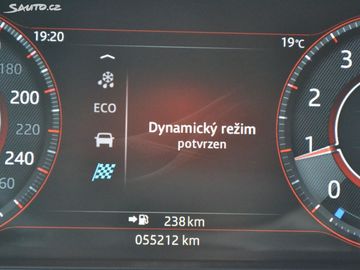 SAUTO.CZ
19:20
19°C
180
200
220
240
60
ECO
Dynamický režim
potvrzen
238 km
055212 km
3
2
1
0